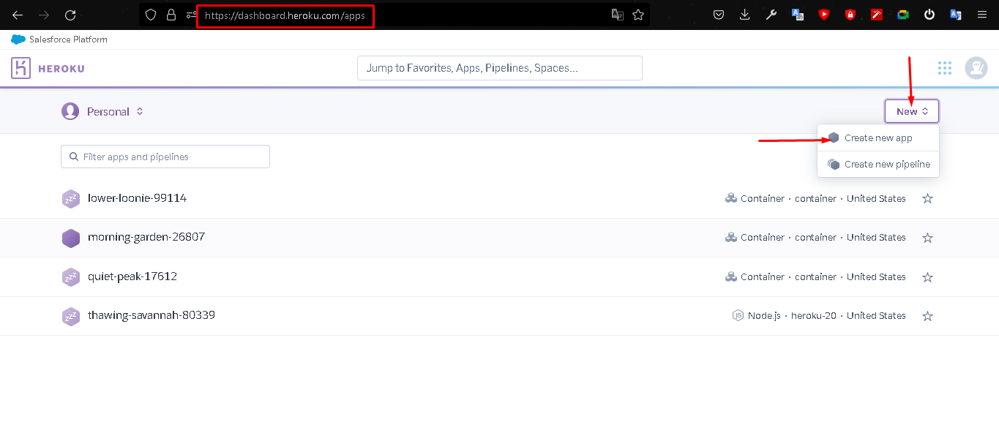 https://dashboard.heroku.com/apps
Salesforce Platform
HEROKU
Jump to Favorites, Apps, Pipelines, Spaces...
Personal
New
Create new app
Create new pipeline
Filter apps and pipelines
lower-loonie-99114 Container · container · United States
morning-garden-26807 Container · container · United States
quiet-peak-17612 Container · container · United States
thawing-savannah-80339 Node.js · heroku-20 · United States